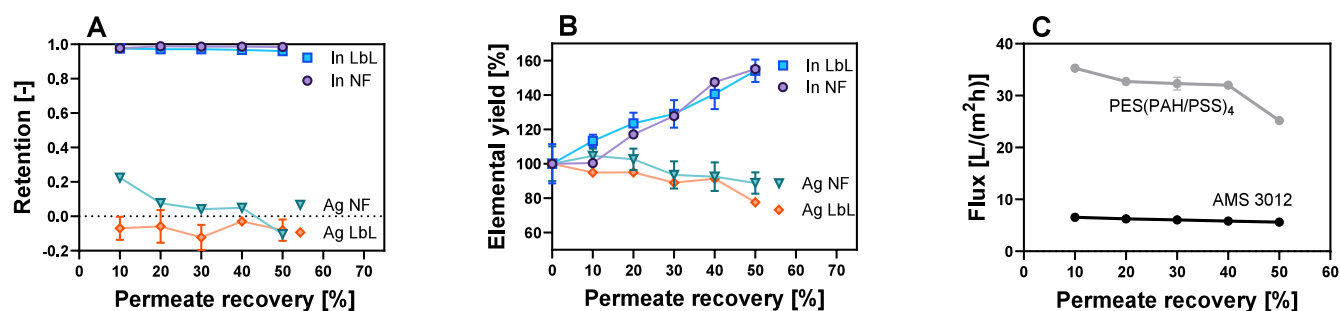 A
Retention [-]
1.0
0.8
0.6
0.4
0.2
0.0
-0.2
In LbL
In NF
Ag NF
Ag LbL
0 10 20 30 40 50 60 70
Permeate recovery [%]
B
Elemental yield [%]
160
140
120
100
80
60
In LbL
In NF
Ag NF
Ag LbL
0 10 20 30 40 50 60 70
Permeate recovery [%]
C
Flux [L/(m²h)]
40
30
20
10
0
PES(PAH/PSS)₄
AMS 3012
0 10 20 30 40 50 60
Permeate recovery [%]